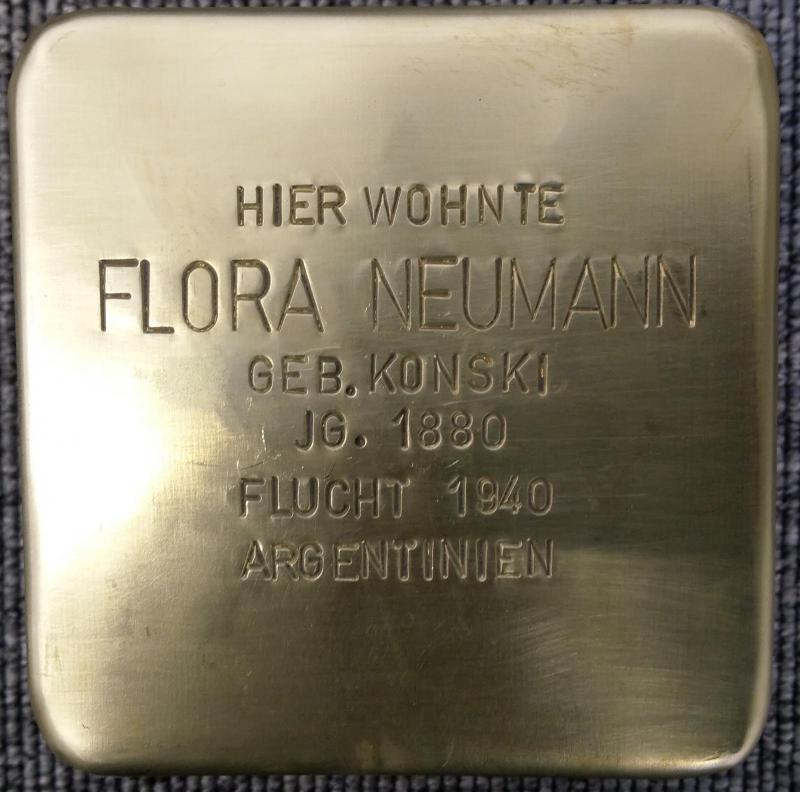 HIER WOHNTE
FLORA NEUMANN
GEB. KONSKI
JG. 1880
FLUCHT 1940
ARGENTINIEN